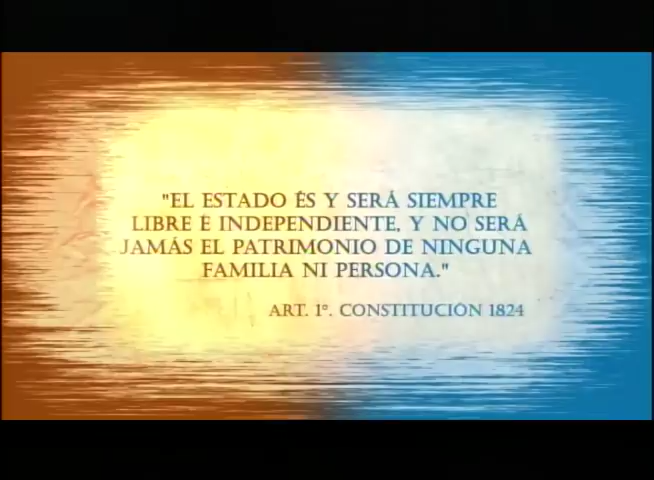 "EL ESTADO ÉS Y SERÁ SIEMPRE
LIBRE É INDEPENDIENTE, Y NO SERÁ
JAMÁS EL PATRIMONIO DE NINGUNA
FAMILIA NI PERSONA."
ART. 1°. CONSTITUCIÓN 1824